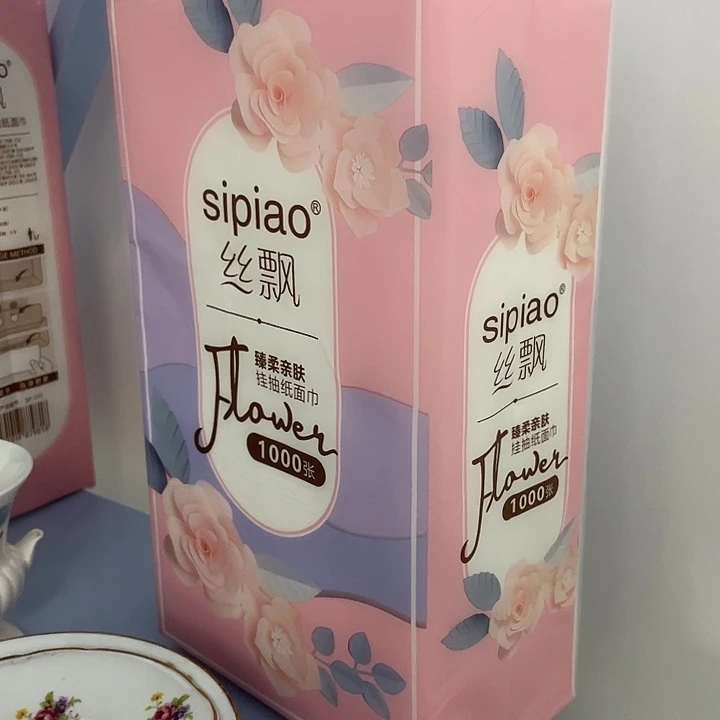 sipiao®
丝飘
臻柔亲肤
挂抽纸面巾
Flower
1000张
sipiao®
丝飘
臻柔亲肤
挂抽纸面巾
Flower
1000张